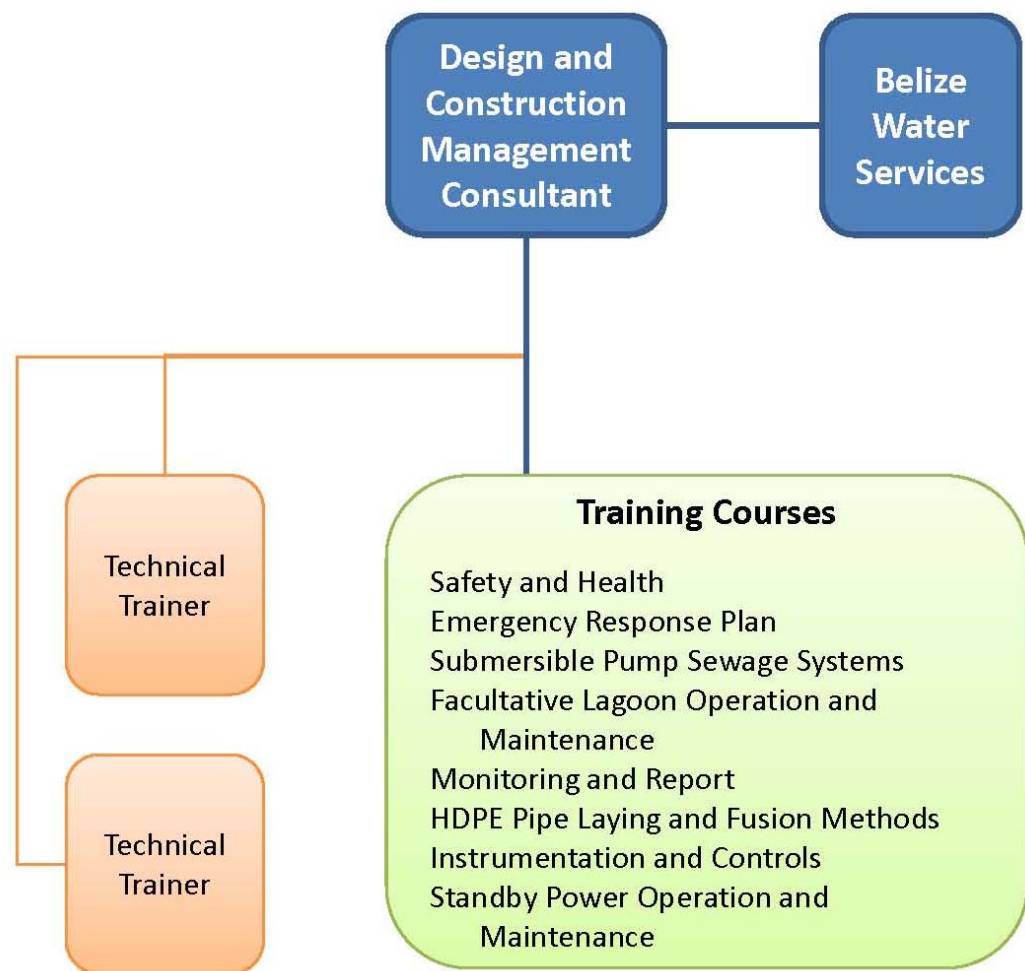 Design and
Construction
Management
Consultant
Belize
Water
Services
Technical
Trainer
Technical
Trainer
Training Courses
Safety and Health
Emergency Response Plan
Submersible Pump Sewage Systems
Facultative Lagoon Operation and
Maintenance
Monitoring and Report
HDPE Pipe Laying and Fusion Methods
Instrumentation and Controls
Standby Power Operation and
Maintenance